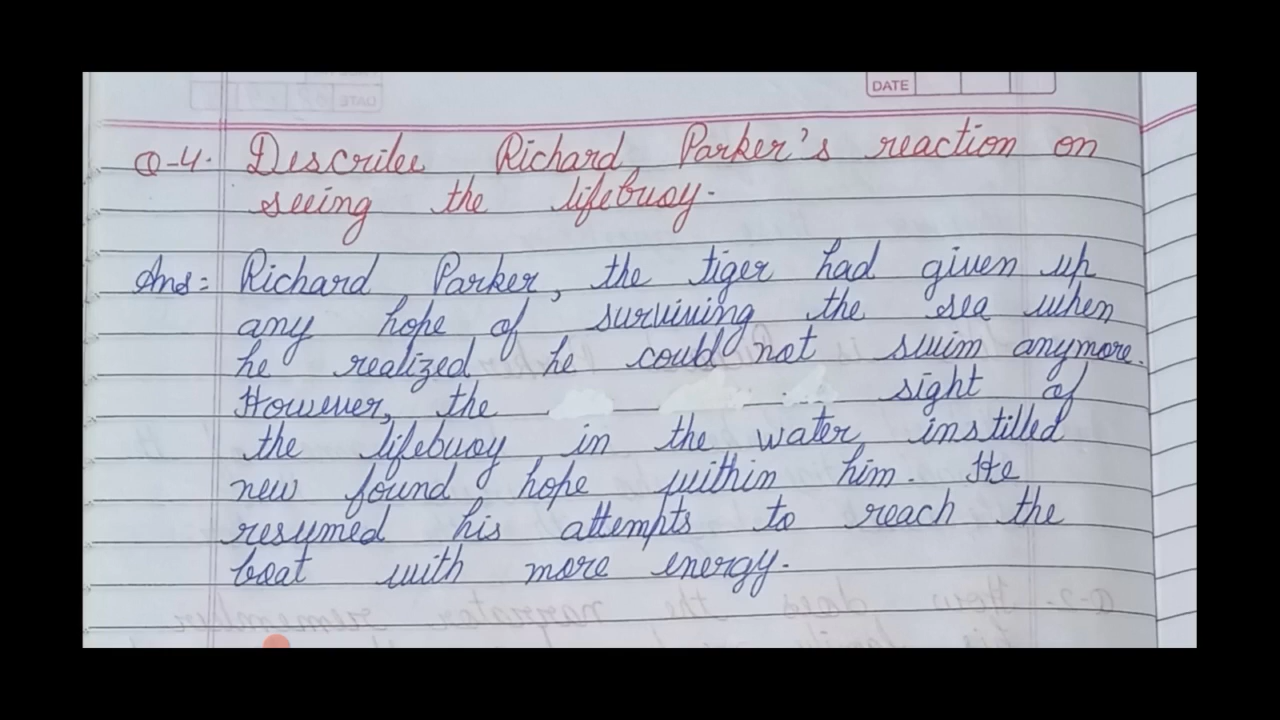 DATE
Q-4. Describe Richard Parker's reaction on
seeing the lifebuoy.
Ans: Richard Parker, the tiger had given up
any hope of surviving the sea when
he realized he could not swim anymore.
However, the sight of
the lifebuoy in the water, instilled
new found hope within him. He
resumed his attempts to reach the
boat with more energy.